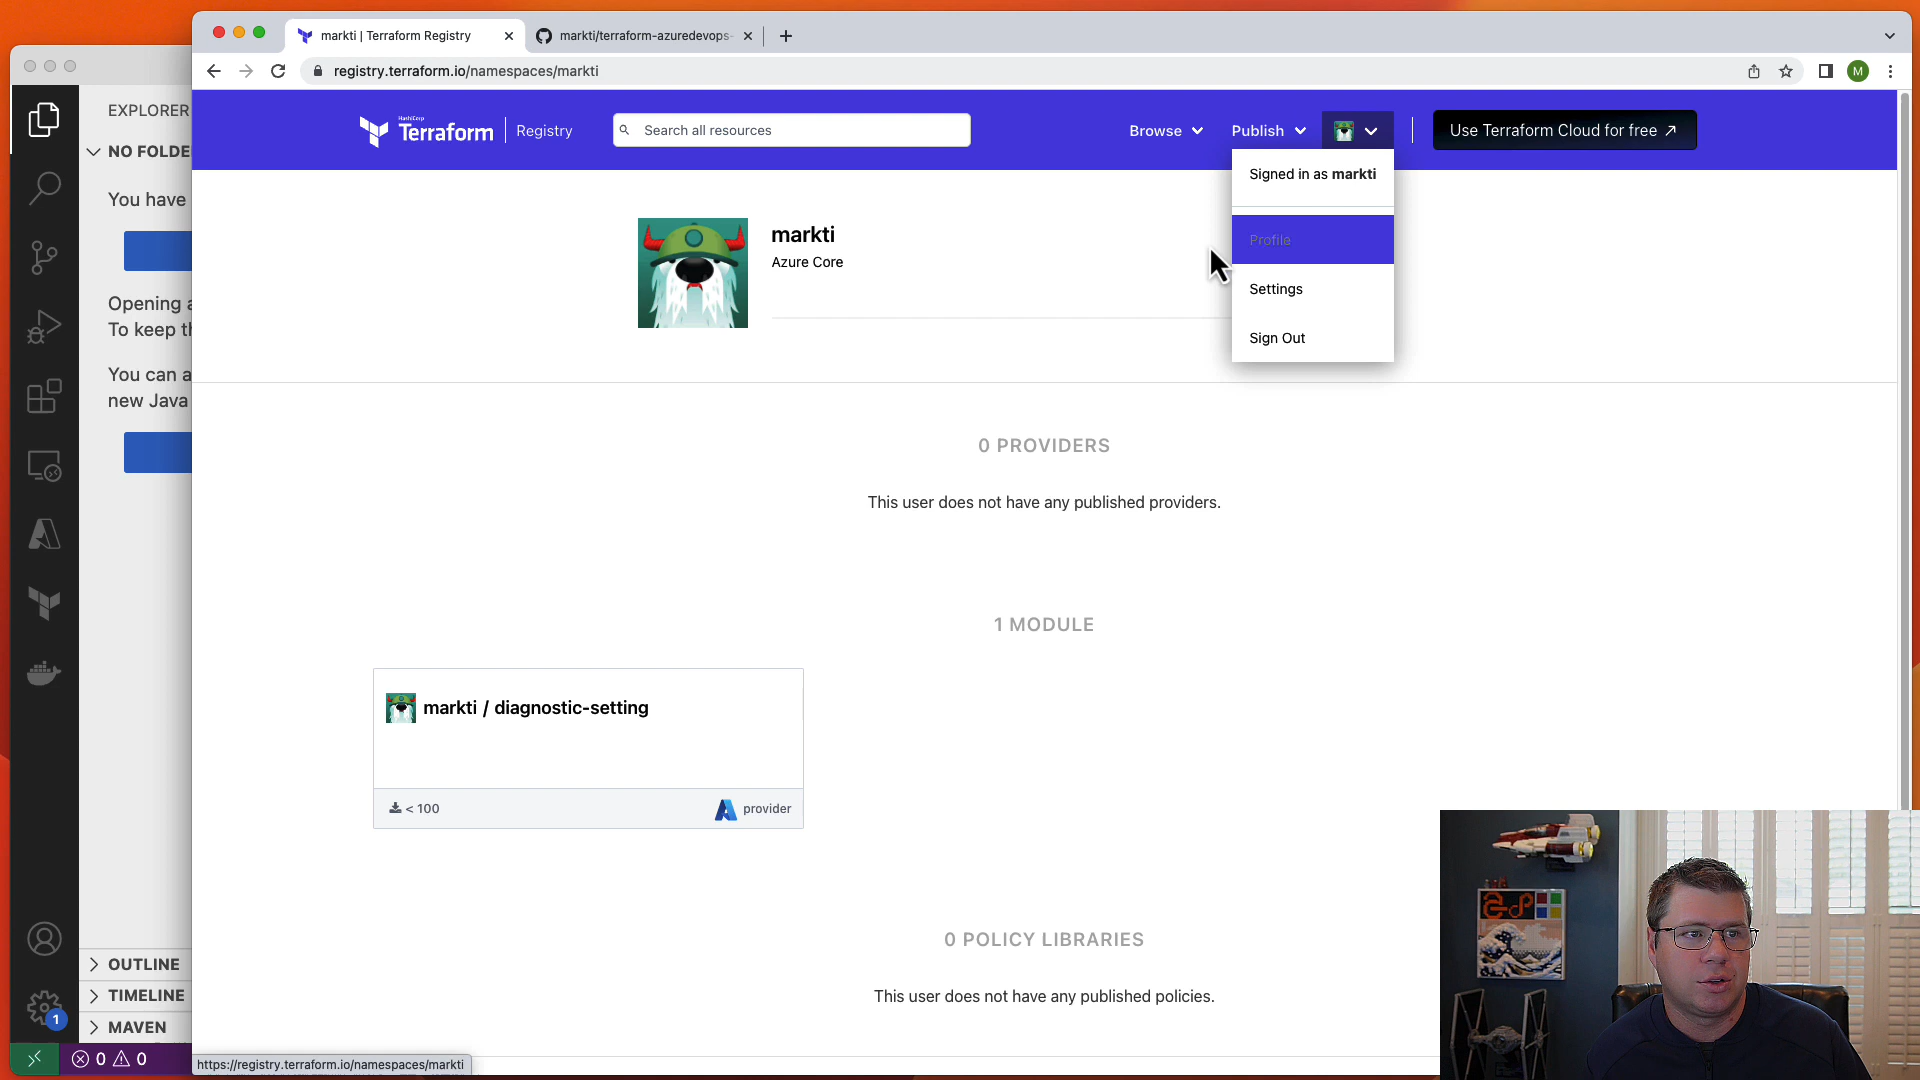 markti | Terraform Registry
markti/terraform-azuredevops-
registry.terraform.io/namespaces/markti
M
EXPLORER
NO FOLDE
You have
Opening a
To keep th
You can a
new Java
OUTLINE
TIMELINE
MAVEN
1
0 0
HashiCorp
Terraform
Registry
Search all resources
Browse
Publish
Use Terraform Cloud for free
Signed in as markti
Profile
Settings
Sign Out
markti
Azure Core
0 PROVIDERS
This user does not have any published providers.
1 MODULE
markti / diagnostic-setting
< 100
provider
0 POLICY LIBRARIES
This user does not have any published policies.
https://registry.terraform.io/namespaces/markti